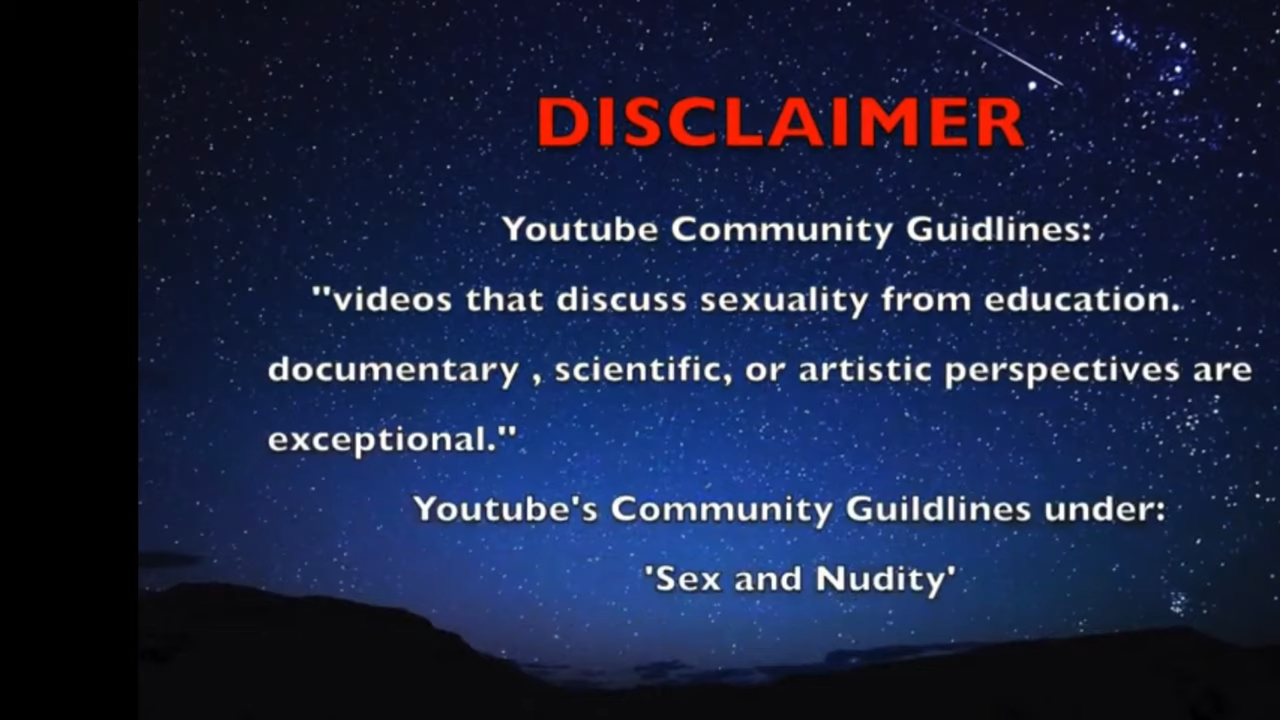 DISCLAIMER
Youtube Community Guidlines:
"videos that discuss sexuality from education.
documentary , scientific, or artistic perspectives are
exceptional."
Youtube's Community Guildlines under:
'Sex and Nudity'